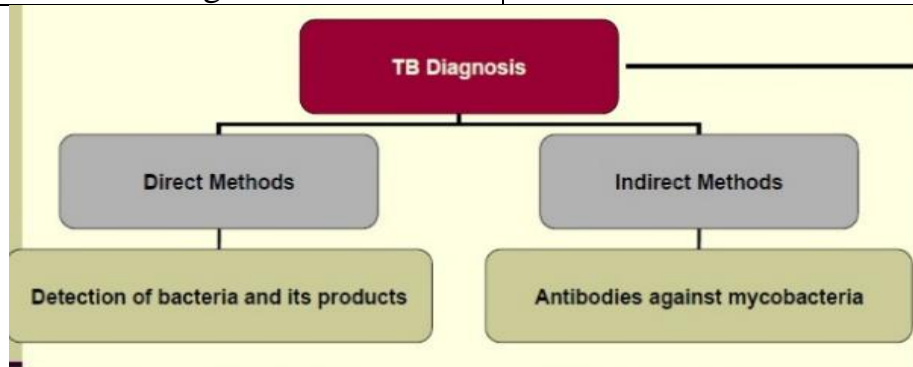 TB Diagnosis
Direct Methods
Indirect Methods
Detection of bacteria and its products
Antibodies against mycobacteria